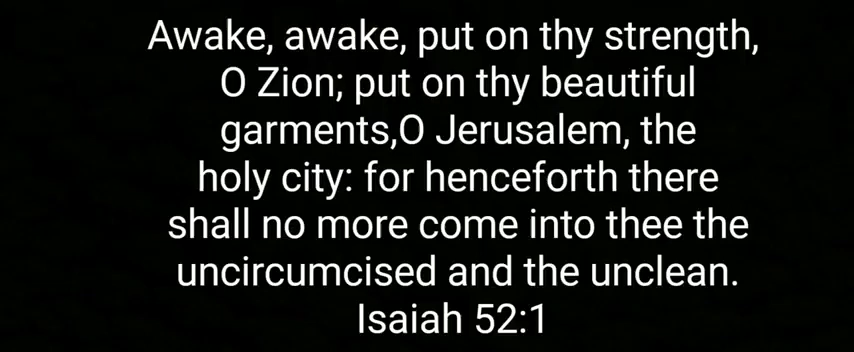 Awake, awake, put on thy strength,
O Zion; put on thy beautiful
garments,O Jerusalem, the
holy city: for henceforth there
shall no more come into thee the
uncircumcised and the unclean.
Isaiah 52:1